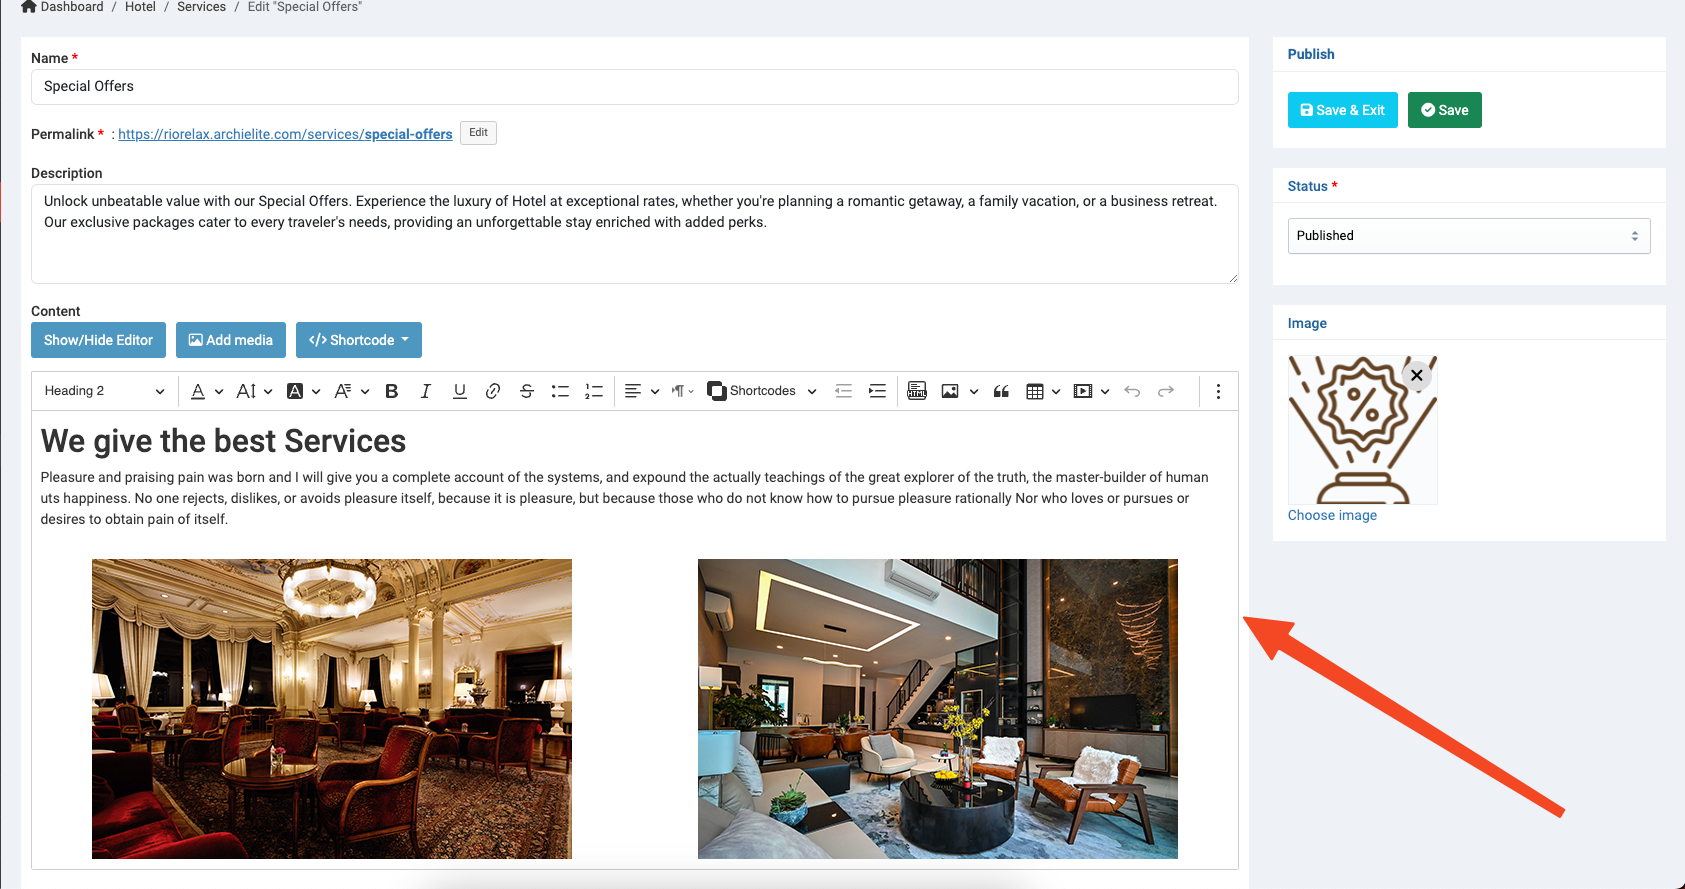 Dashboard / Hotel / Services / Edit "Special Offers"
Name *
Special Offers
Permalink * : https://riorelax.archielite.com/services/special-offers Edit
Description
Unlock unbeatable value with our Special Offers. Experience the luxury of Hotel at exceptional rates, whether you're planning a romantic getaway, a family vacation, or a business retreat.
Our exclusive packages cater to every traveler's needs, providing an unforgettable stay enriched with added perks.
Content
Show/Hide Editor Add media </> Shortcode
Heading 2 Shortcodes
We give the best Services
Pleasure and praising pain was born and I will give you a complete account of the systems, and expound the actually teachings of the great explorer of the truth, the master-builder of human
uts happiness. No one rejects, dislikes, or avoids pleasure itself, because it is pleasure, but because those who do not know how to pursue pleasure rationally Nor who loves or pursues or
desires to obtain pain of itself.
Publish
Save & Exit Save
Status *
Published
Image
%
Choose image